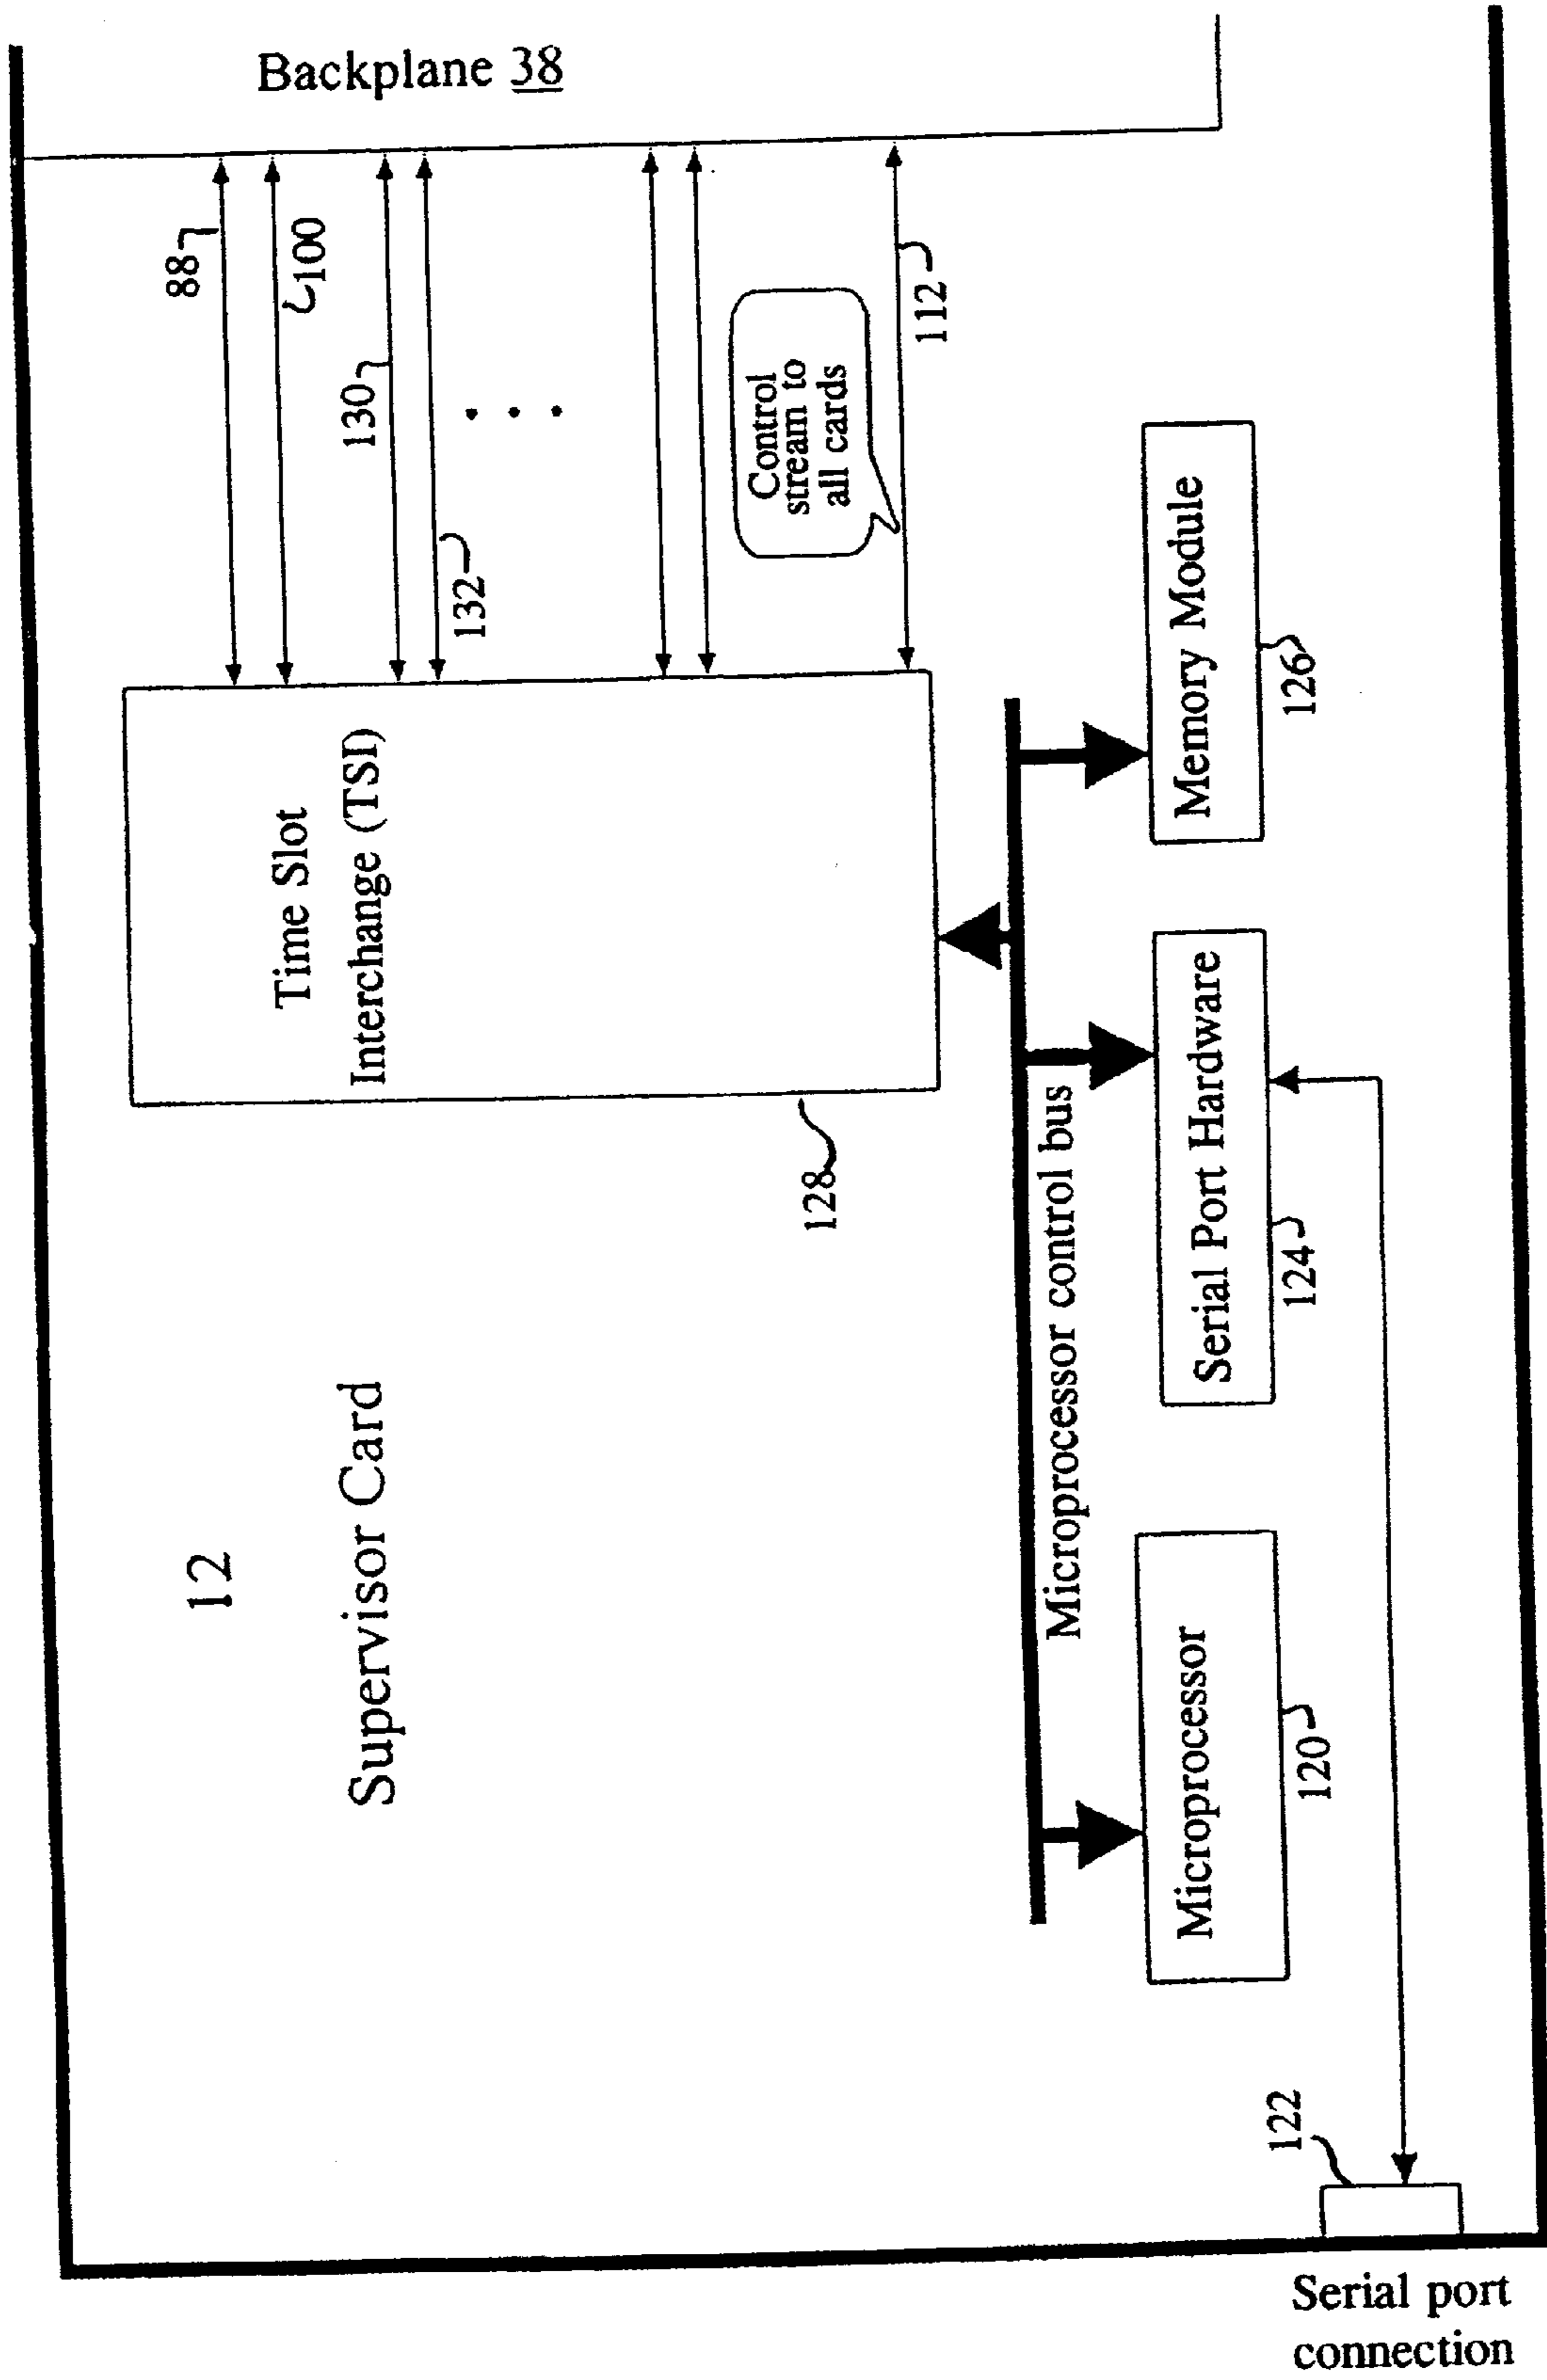 Backplane 38
88
100
130
132
Control
stream to
all cards
112
Time Slot
Interchange (TSI)
128
12
Supervisor Card
Microprocessor control bus
Memory Module
126
Serial Port Hardware
124
Microprocessor
120
122
Serial port
connection